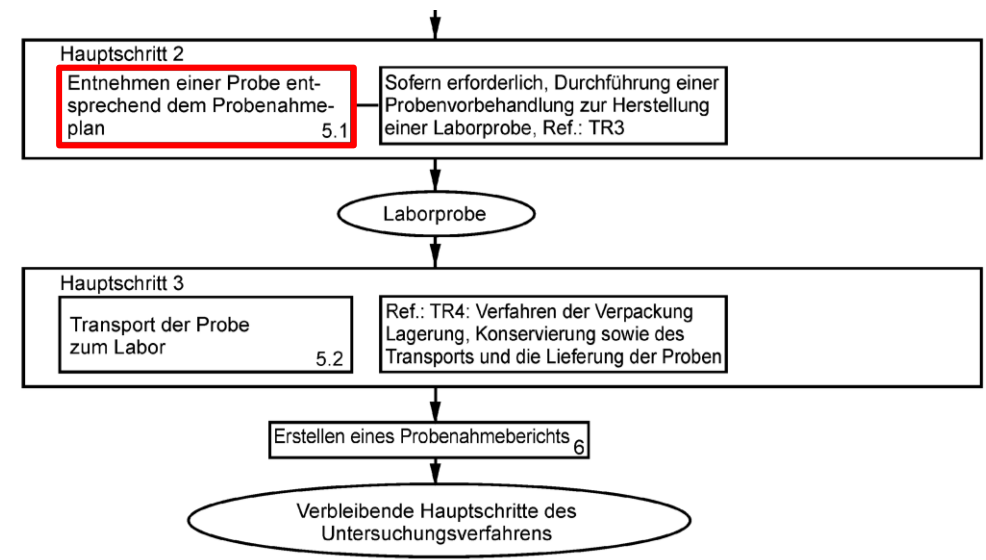 Hauptschritt 2
Entnehmen einer Probe ent-
sprechend dem Probenahme-
plan
5.1
Sofern erforderlich, Durchführung einer
Probenvorbehandlung zur Herstellung
einer Laborprobe, Ref.: TR3
Laborprobe
Hauptschritt 3
Transport der Probe
zum Labor
5.2
Ref.: TR4: Verfahren der Verpackung
Lagerung, Konservierung sowie des
Transports und die Lieferung der Proben
Erstellen eines Probenahmeberichts
6
Verbleibende Hauptschritte des
Untersuchungsverfahrens